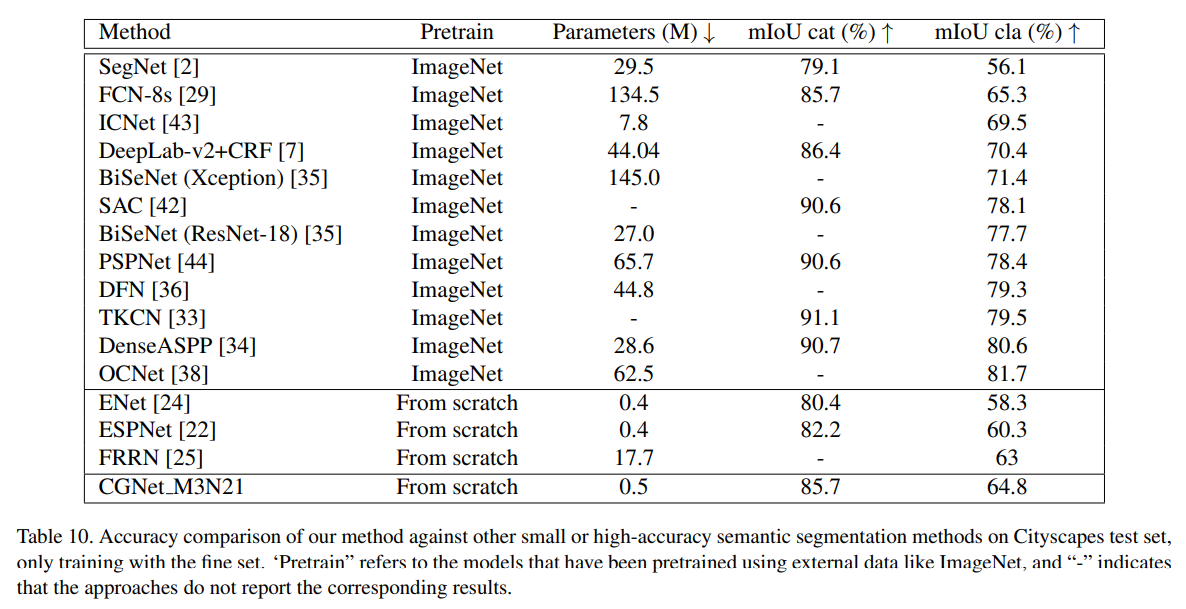 Method Pretrain Parameters (M) ↓ mIoU cat (%) ↑ mIoU cla (%) ↑
SegNet [2] ImageNet 29.5 79.1 56.1
FCN-8s [29] ImageNet 134.5 85.7 65.3
ICNet [43] ImageNet 7.8 - 69.5
DeepLab-v2+CRF [7] ImageNet 44.04 86.4 70.4
BiSeNet (Xception) [35] ImageNet 145.0 - 71.4
SAC [42] ImageNet - 90.6 78.1
BiSeNet (ResNet-18) [35] ImageNet 27.0 - 77.7
PSPNet [44] ImageNet 65.7 90.6 78.4
DFN [36] ImageNet 44.8 - 79.3
TKCN [33] ImageNet - 91.1 79.5
DenseASPP [34] ImageNet 28.6 90.7 80.6
OCNet [38] ImageNet 62.5 - 81.7
ENet [24] From scratch 0.4 80.4 58.3
ESPNet [22] From scratch 0.4 82.2 60.3
FRRN [25] From scratch 17.7 - 63
CGNet_M3N21 From scratch 0.5 85.7 64.8
Table 10. Accuracy comparison of our method against other small or high-accuracy semantic segmentation methods on Cityscapes test set,
only training with the fine set. ‘Pretrain” refers to the models that have been pretrained using external data like ImageNet, and “-” indicates
that the approaches do not report the corresponding results.